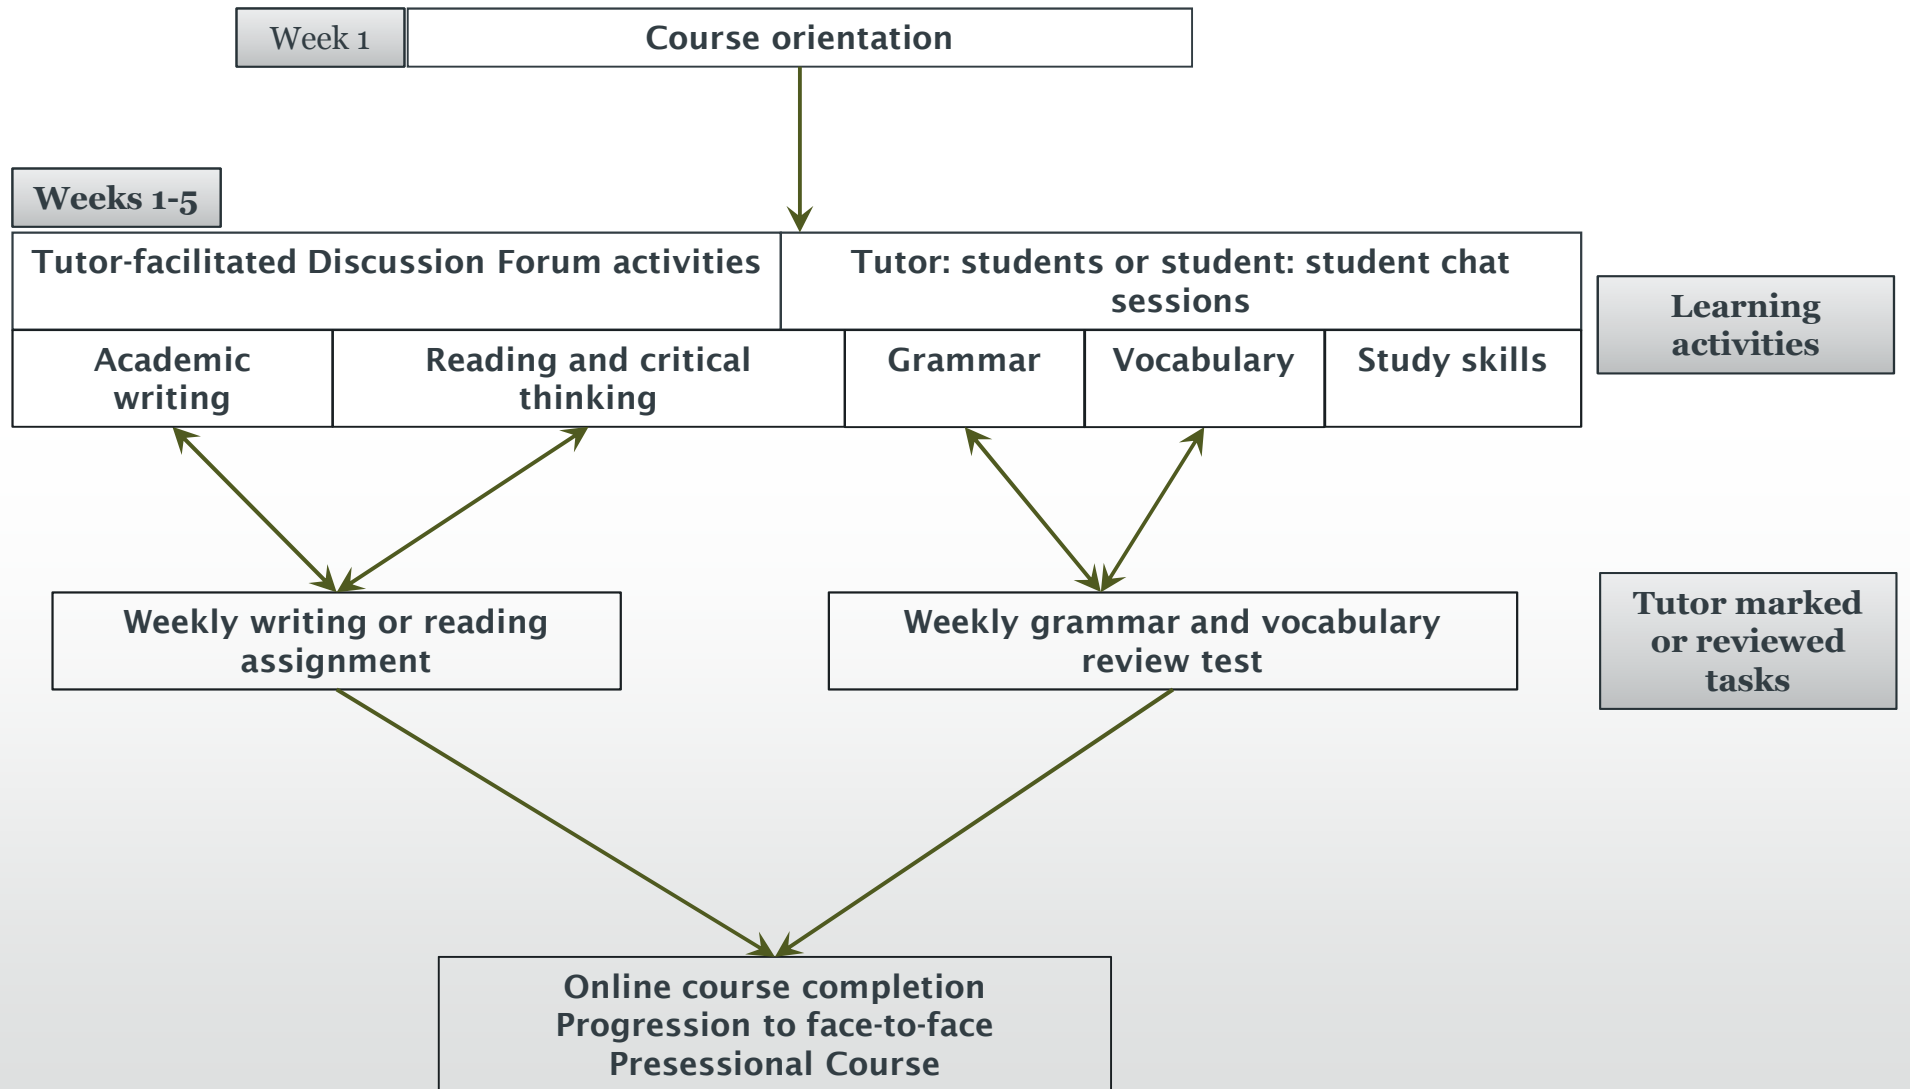 Week 1
Course orientation
Weeks 1-5
Tutor-facilitated Discussion Forum activities
Tutor: students or student: student chat
sessions
Learning
activities
Academic
writing
Reading and critical
thinking
Grammar
Vocabulary
Study skills
Weekly writing or reading
assignment
Weekly grammar and vocabulary
review test
Tutor marked
or reviewed
tasks
Online course completion
Progression to face-to-face
Presessional Course